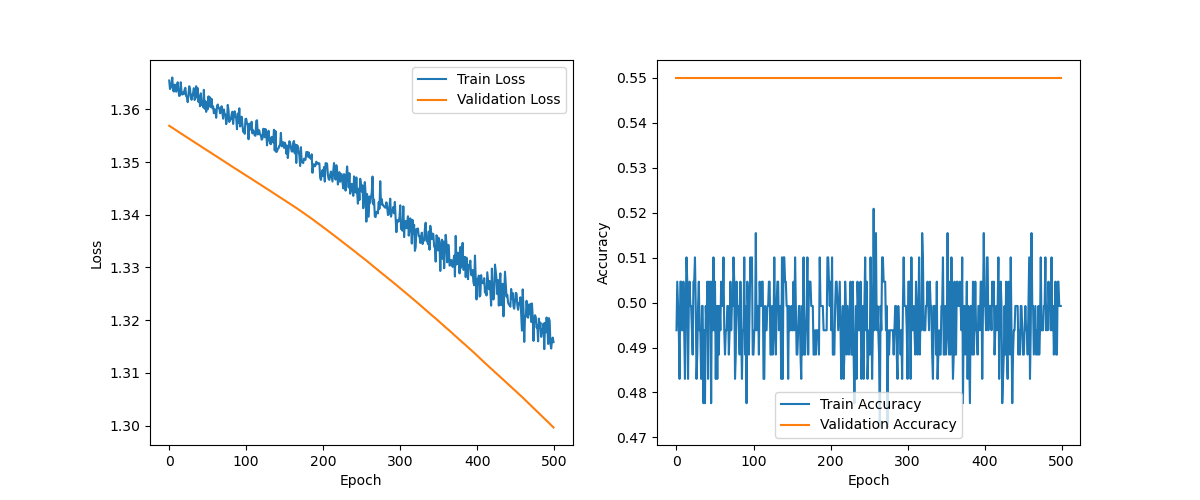 Train Loss
Validation Loss
1.36
1.35
1.34
1.33
1.32
1.31
1.30
Loss
0 100 200 300 400 500
Epoch
0.55
0.54
0.53
0.52
0.51
0.50
0.49
0.48
0.47
Accuracy
Train Accuracy
Validation Accuracy
0 100 200 300 400 500
Epoch